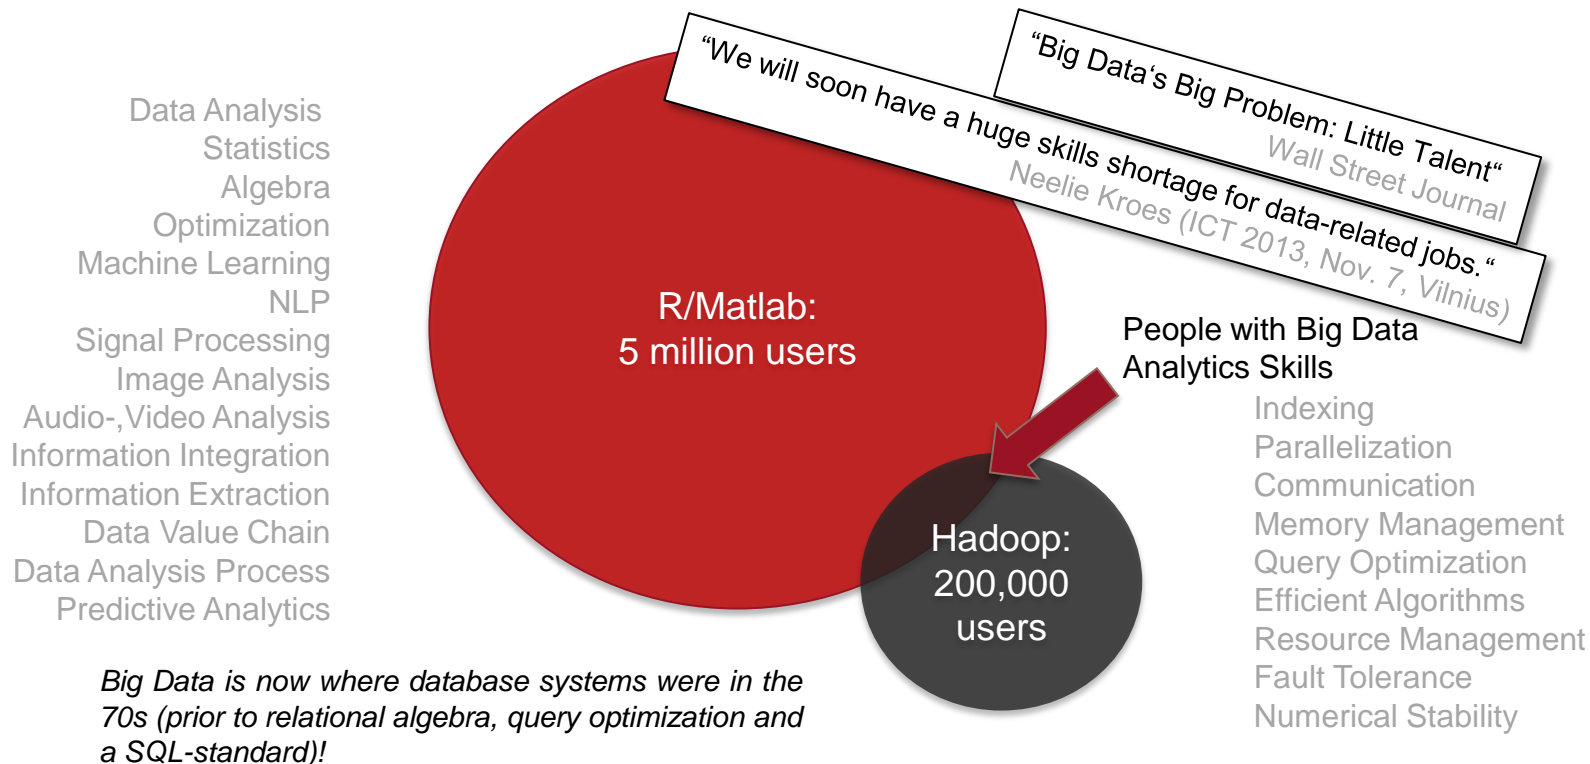 “Big Data‘s Big Problem: Little Talent“
Wall Street Journal
“We will soon have a huge skills shortage for data-related jobs.“
Neelie Kroes (ICT 2013, Nov. 7, Vilnius)
Data Analysis
Statistics
Algebra
Optimization
Machine Learning
NLP
Signal Processing
Image Analysis
Audio-,Video Analysis
Information Integration
Information Extraction
Data Value Chain
Data Analysis Process
Predictive Analytics
R/Matlab:
5 million users
Hadoop:
200,000
users
People with Big Data
Analytics Skills
Indexing
Parallelization
Communication
Memory Management
Query Optimization
Efficient Algorithms
Resource Management
Fault Tolerance
Numerical Stability
Big Data is now where database systems were in the
70s (prior to relational algebra, query optimization and
a SQL-standard)!